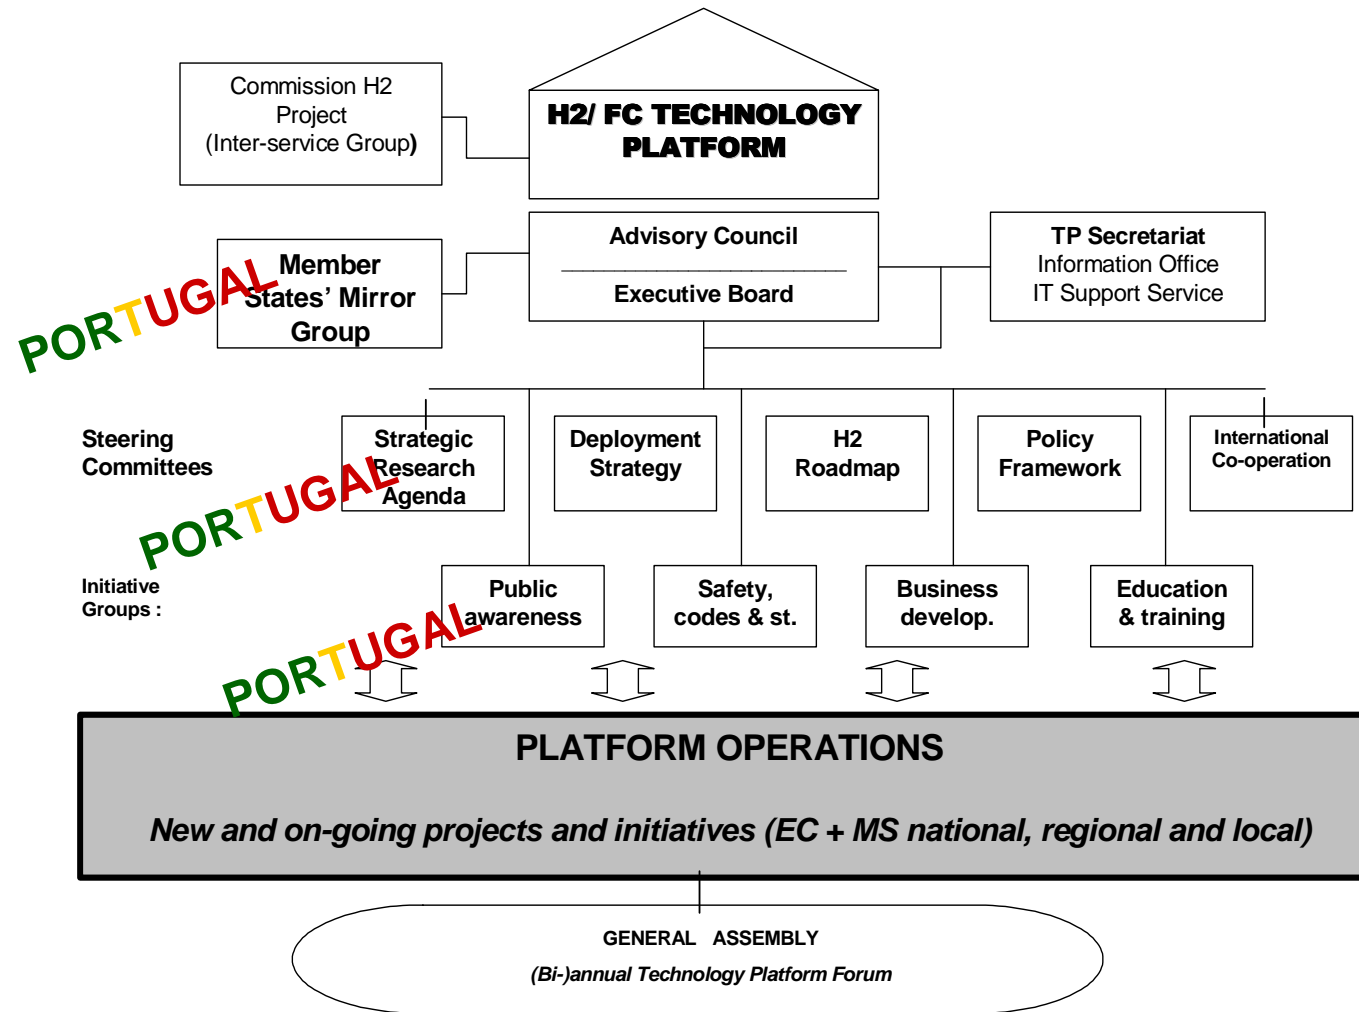 Commission H2
Project
(Inter-service Group)
H2/ FC TECHNOLOGY
PLATFORM
Member
States’ Mirror
Group
PORTUGAL
Advisory Council
Executive Board
TP Secretariat
Information Office
IT Support Service
Steering
Committees
Strategic
Research
Agenda
PORTUGAL
Deployment
Strategy
H2
Roadmap
Policy
Framework
International
Co-operation
Initiative
Groups :
Public
awareness
PORTUGAL
Safety,
codes & st.
Business
develop.
Education
& training
PLATFORM OPERATIONS
New and on-going projects and initiatives (EC + MS national, regional and local)
GENERAL ASSEMBLY
(Bi-)annual Technology Platform Forum